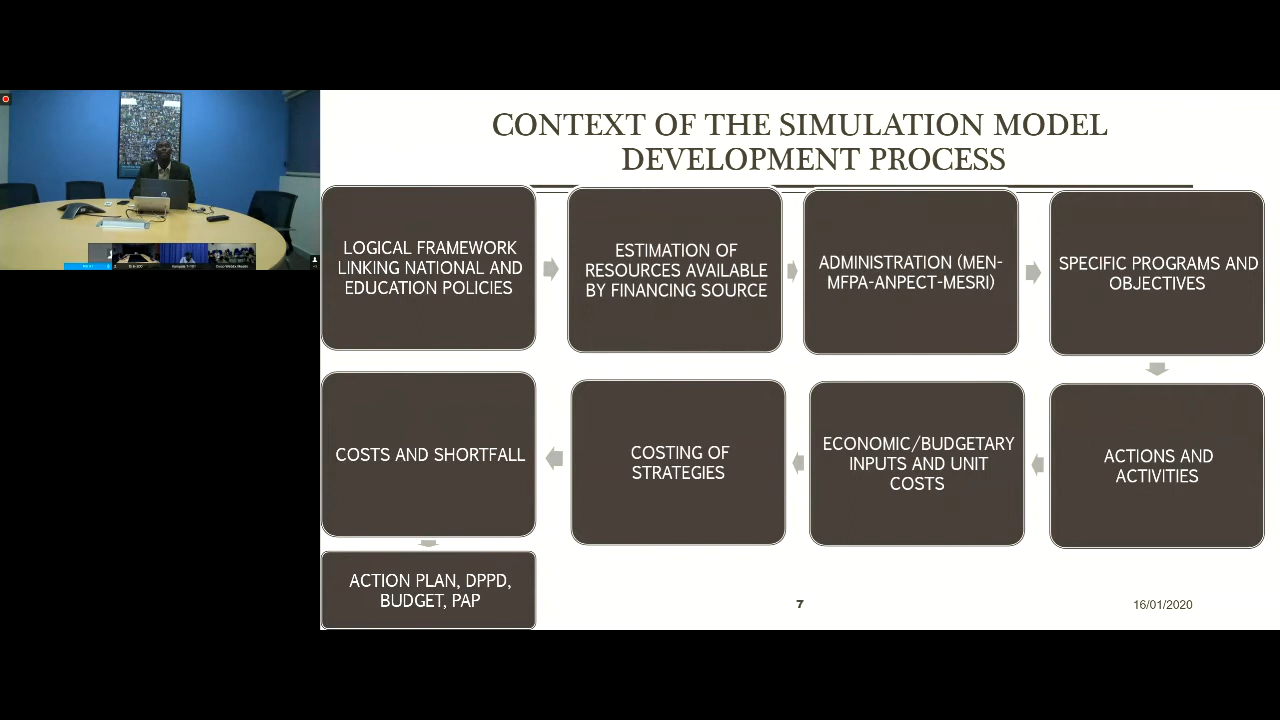 CONTEXT OF THE SIMULATION MODEL
DEVELOPMENT PROCESS
LOGICAL FRAMEWORK
LINKING NATIONAL AND
EDUCATION POLICIES
ESTIMATION OF
RESOURCES AVAILABLE
BY FINANCING SOURCE
ADMINISTRATION (MEN-
MFPA-ANPECT-MESRI)
SPECIFIC PROGRAMS AND
OBJECTIVES
ACTIONS AND
ACTIVITIES
ECONOMIC/BUDGETARY
INPUTS AND UNIT
COSTS
COSTING OF
STRATEGIES
COSTS AND SHORTFALL
ACTION PLAN, DPPD,
BUDGET, PAP
7
16/01/2020